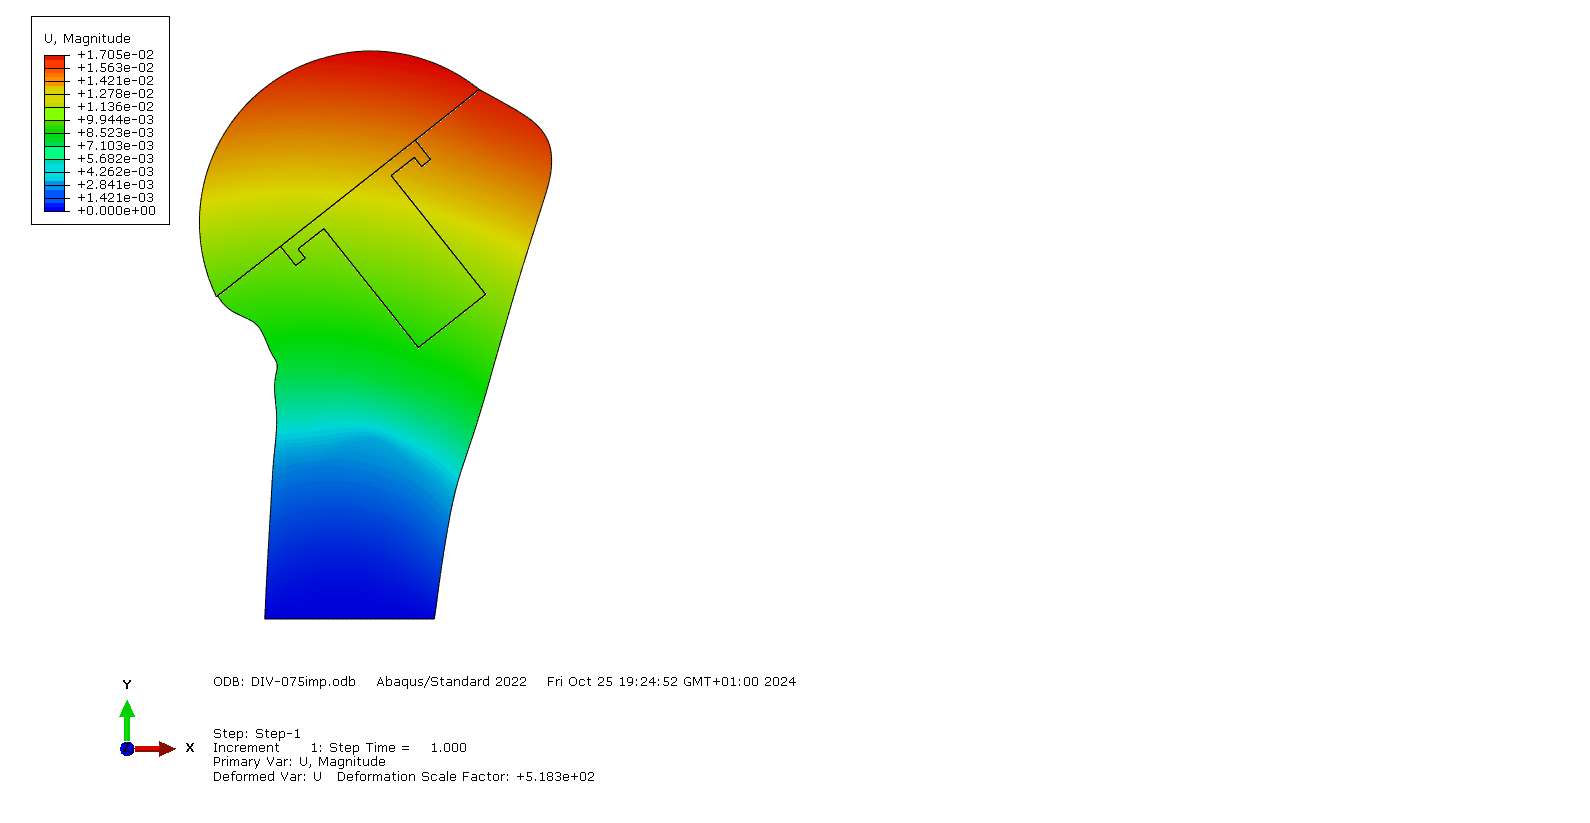 U, Magnitude
+1.705e-02
+1.563e-02
+1.421e-02
+1.278e-02
+1.136e-02
+9.944e-03
+8.523e-03
+7.103e-03
+5.682e-03
+4.262e-03
+2.841e-03
+1.421e-03
+0.000e+00
Y
X
ODB: DIV-075imp.odb    Abaqus/Standard 2022    Fri Oct 25 19:24:52 GMT+01:00 2024
Step: Step-1
Increment    1: Step Time =    1.000
Primary Var: U, Magnitude
Deformed Var: U   Deformation Scale Factor: +5.183e+02